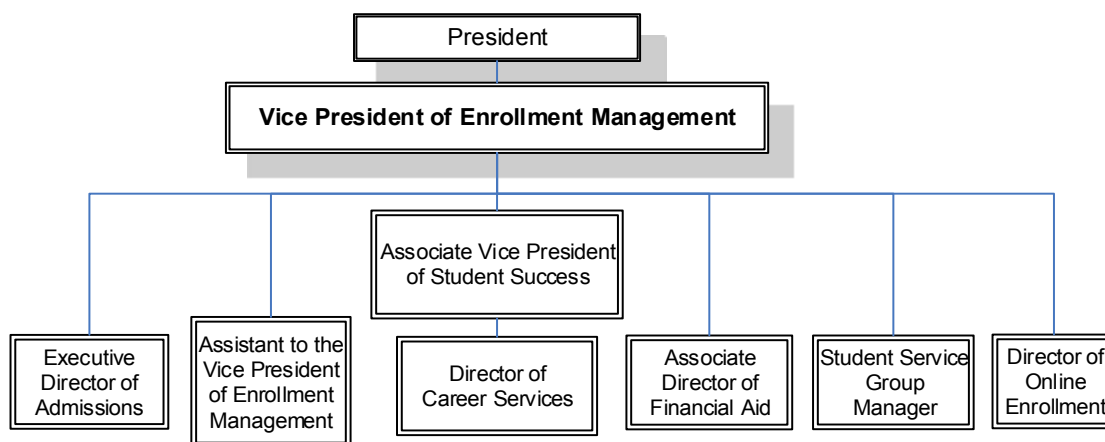 President
Vice President of Enrollment Management
Associate Vice President
of Student Success
Executive
Director of
Admissions
Assistant to the
Vice President
of Enrollment
Management
Director of
Career Services
Associate
Director of
Financial Aid
Student Service
Group
Manager
Director of
Online
Enrollment